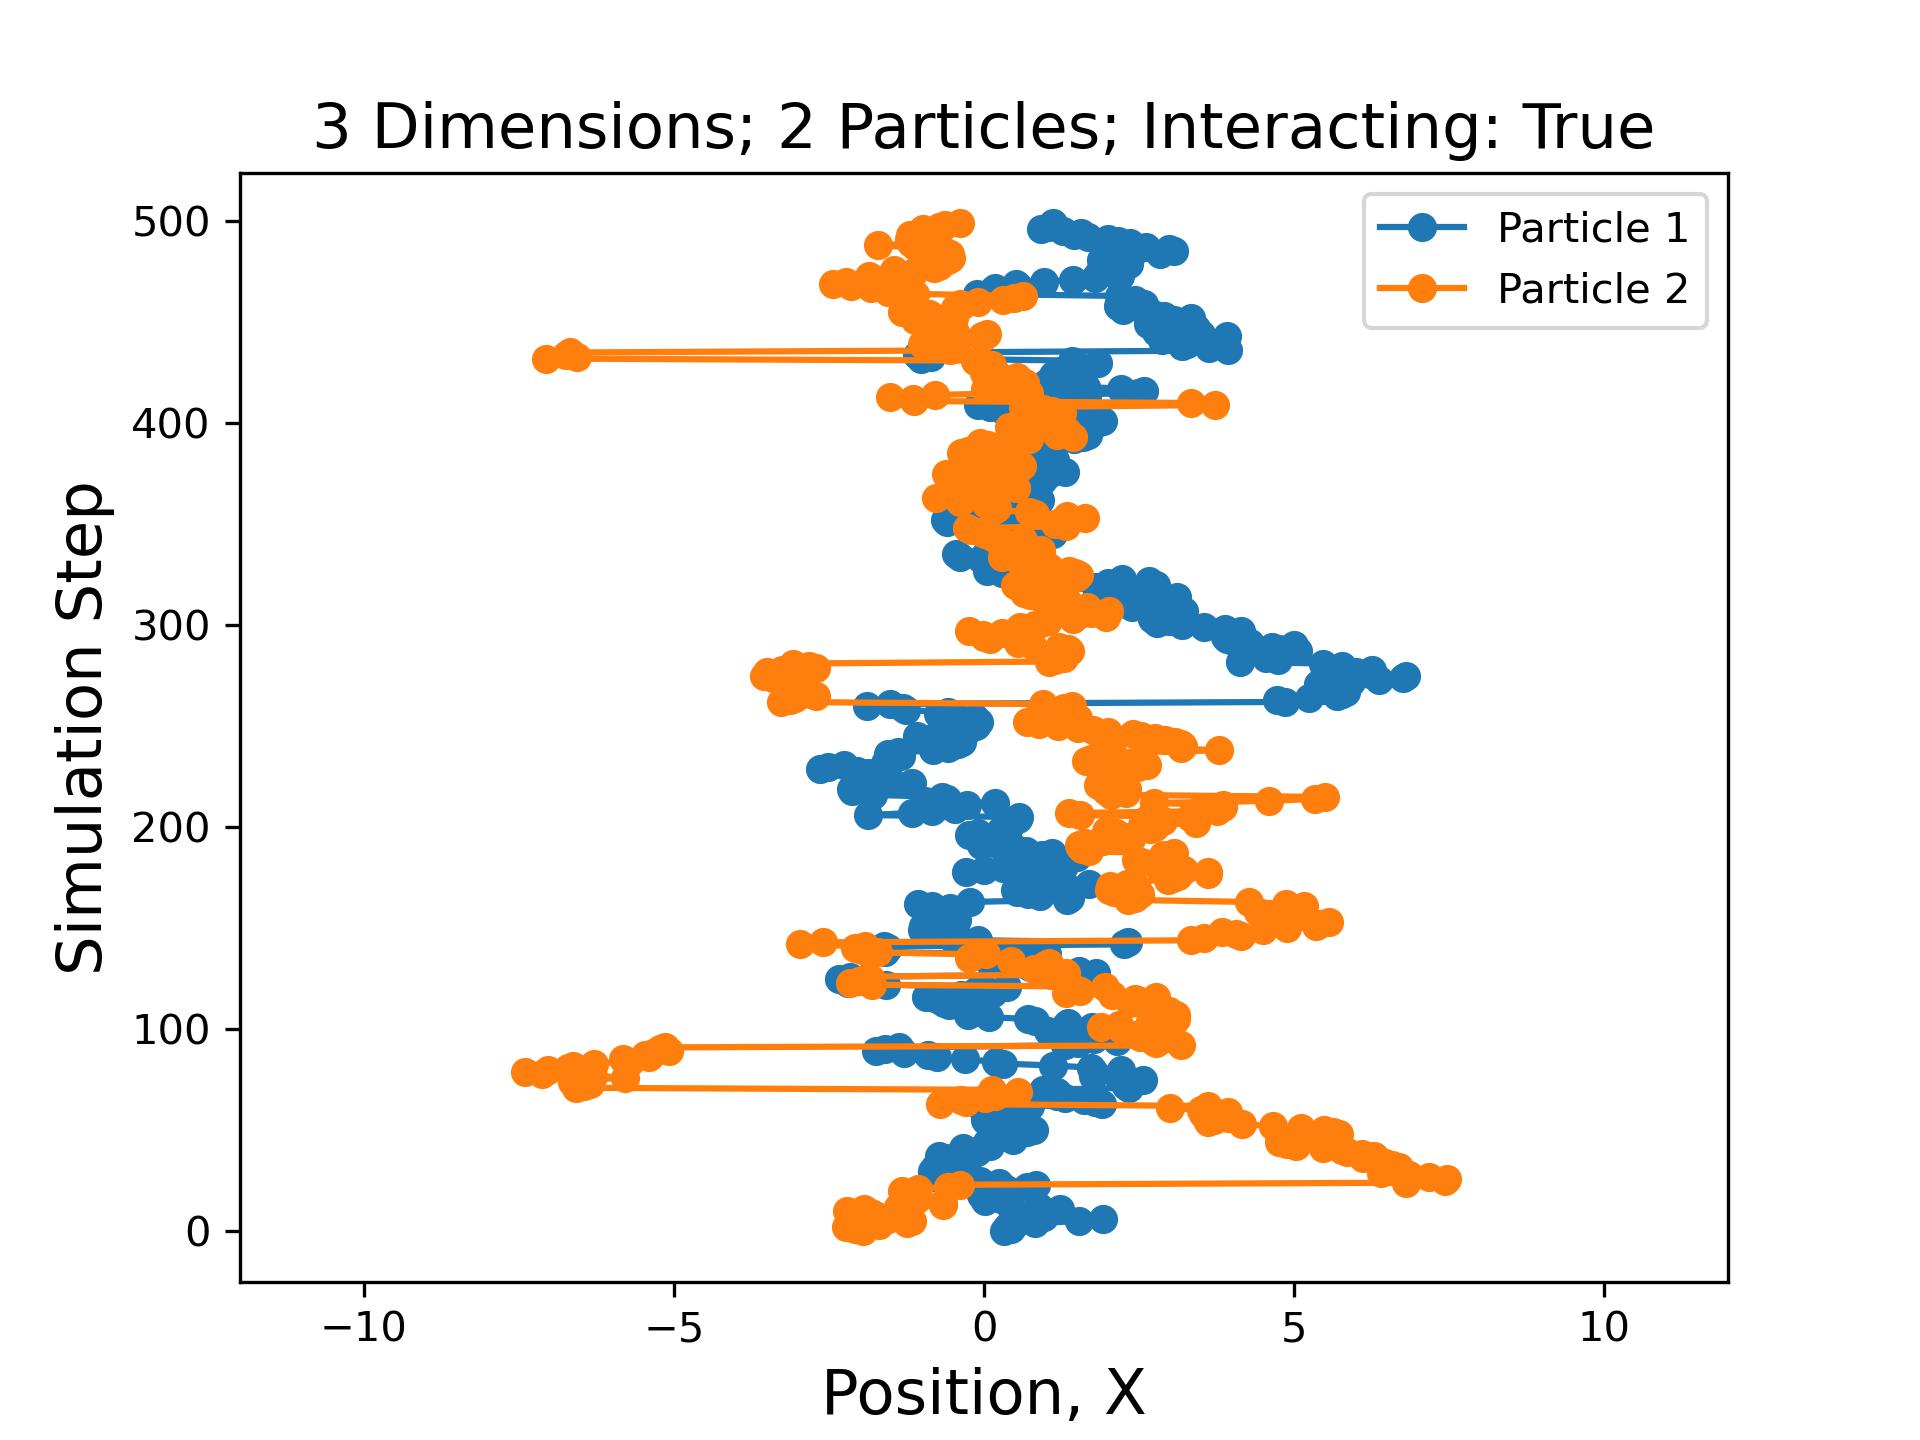 3 Dimensions; 2 Particles; Interacting: True
Particle 1
Particle 2
500
400
300
200
100
0
Simulation Step
−10
−5
0
5
10
Position, X